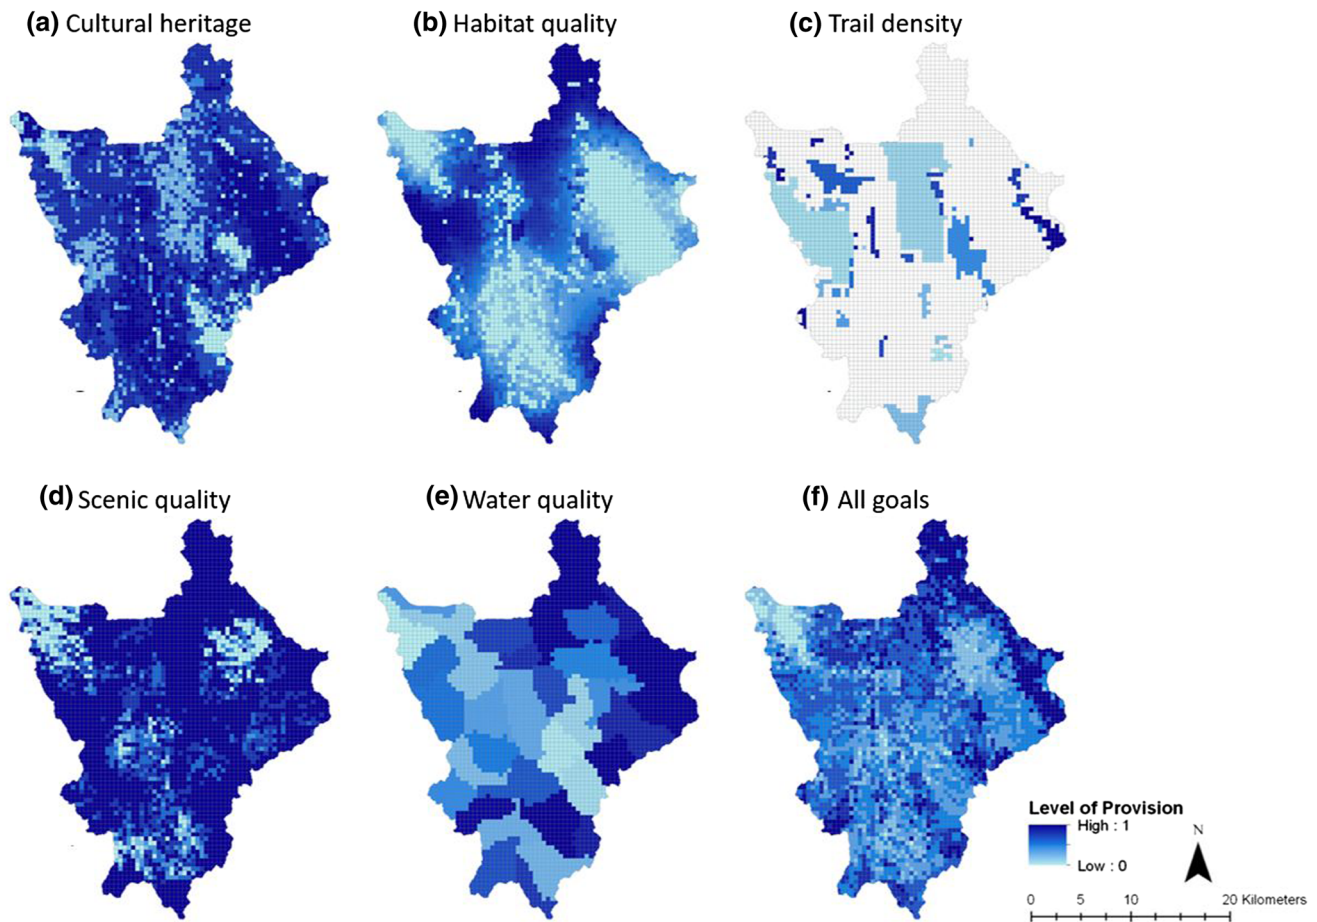 (a) Cultural heritage
(b) Habitat quality
(c) Trail density
(d) Scenic quality
(e) Water quality
(f) All goals
Level of Provision
High : 1
Low : 0
N
0 5 10 20 Kilometers